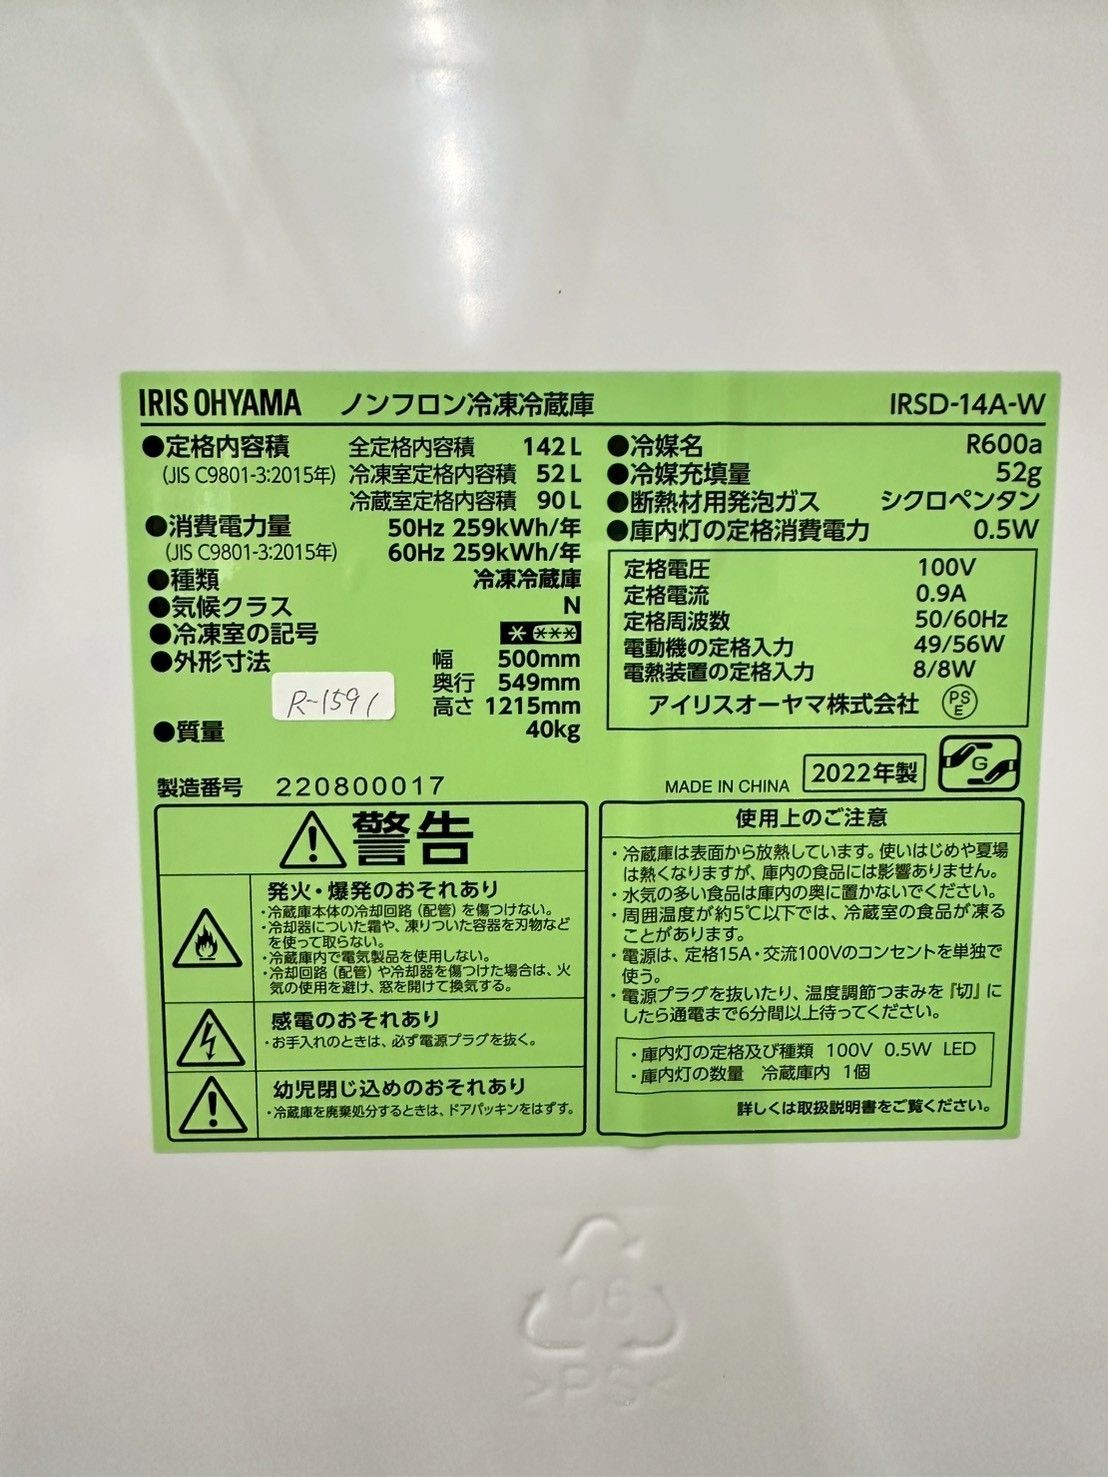 IRIS OHYAMA ノンフロン冷凍冷蔵庫 IRSD-14A-W
●定格内容積 全定格内容積 142L
(JIS C9801-3:2015年) 冷凍室定格内容積 52L
冷蔵室定格内容積 90L
●消費電力量 50Hz 259kWh/年
(JIS C9801-3:2015年) 60Hz 259kWh/年
●種類 冷凍冷蔵庫
●気候クラス N
●冷凍室の記号 * ***
●外形寸法 幅 500mm
奥行 549mm
高さ 1215mm
R-1591
●質量 40kg
製造番号 220800017
●冷媒名 R600a
●冷媒充填量 52g
●断熱材用発泡ガス シクロペンタン
●庫内灯の定格消費電力 0.5W
定格電圧 100V
定格電流 0.9A
定格周波数 50/60Hz
電動機の定格入力 49/56W
電熱装置の定格入力 8/8W
アイリスオーヤマ株式会社 PSE
MADE IN CHINA 2022年製 G
警告
発火・爆発のおそれあり
・冷蔵庫本体の冷却回路(配管)を傷つけない。
・冷却器についた霜や、凍りついた容器を刃物など
を使って取らない。
・冷蔵庫内で電気製品を使用しない。
・冷却回路(配管)や冷却器を傷つけた場合は、火
気の使用を避け、窓を開けて換気する。
感電のおそれあり
・お手入れのときは、必ず電源プラグを抜く。
幼児閉じ込めのおそれあり
・冷蔵庫を廃棄処分するときは、ドアパッキンをはずす。
使用上のご注意
・冷蔵庫は表面から放熱しています。使いはじめや夏場
は熱くなりますが、庫内の食品には影響ありません。
・水気の多い食品は庫内の奥に置かないでください。
・周囲温度が約5℃以下では、冷蔵室の食品が凍る
ことがあります。
・電源は、定格15A・交流100Vのコンセントを単独で
使う。
・電源プラグを抜いたり、温度調節つまみを『切』に
したら通電まで6分間以上待ってください。
・庫内灯の定格及び種類 100V 0.5W LED
・庫内灯の数量 冷蔵庫内 1個
詳しくは取扱説明書をご覧ください。
06
>PS<